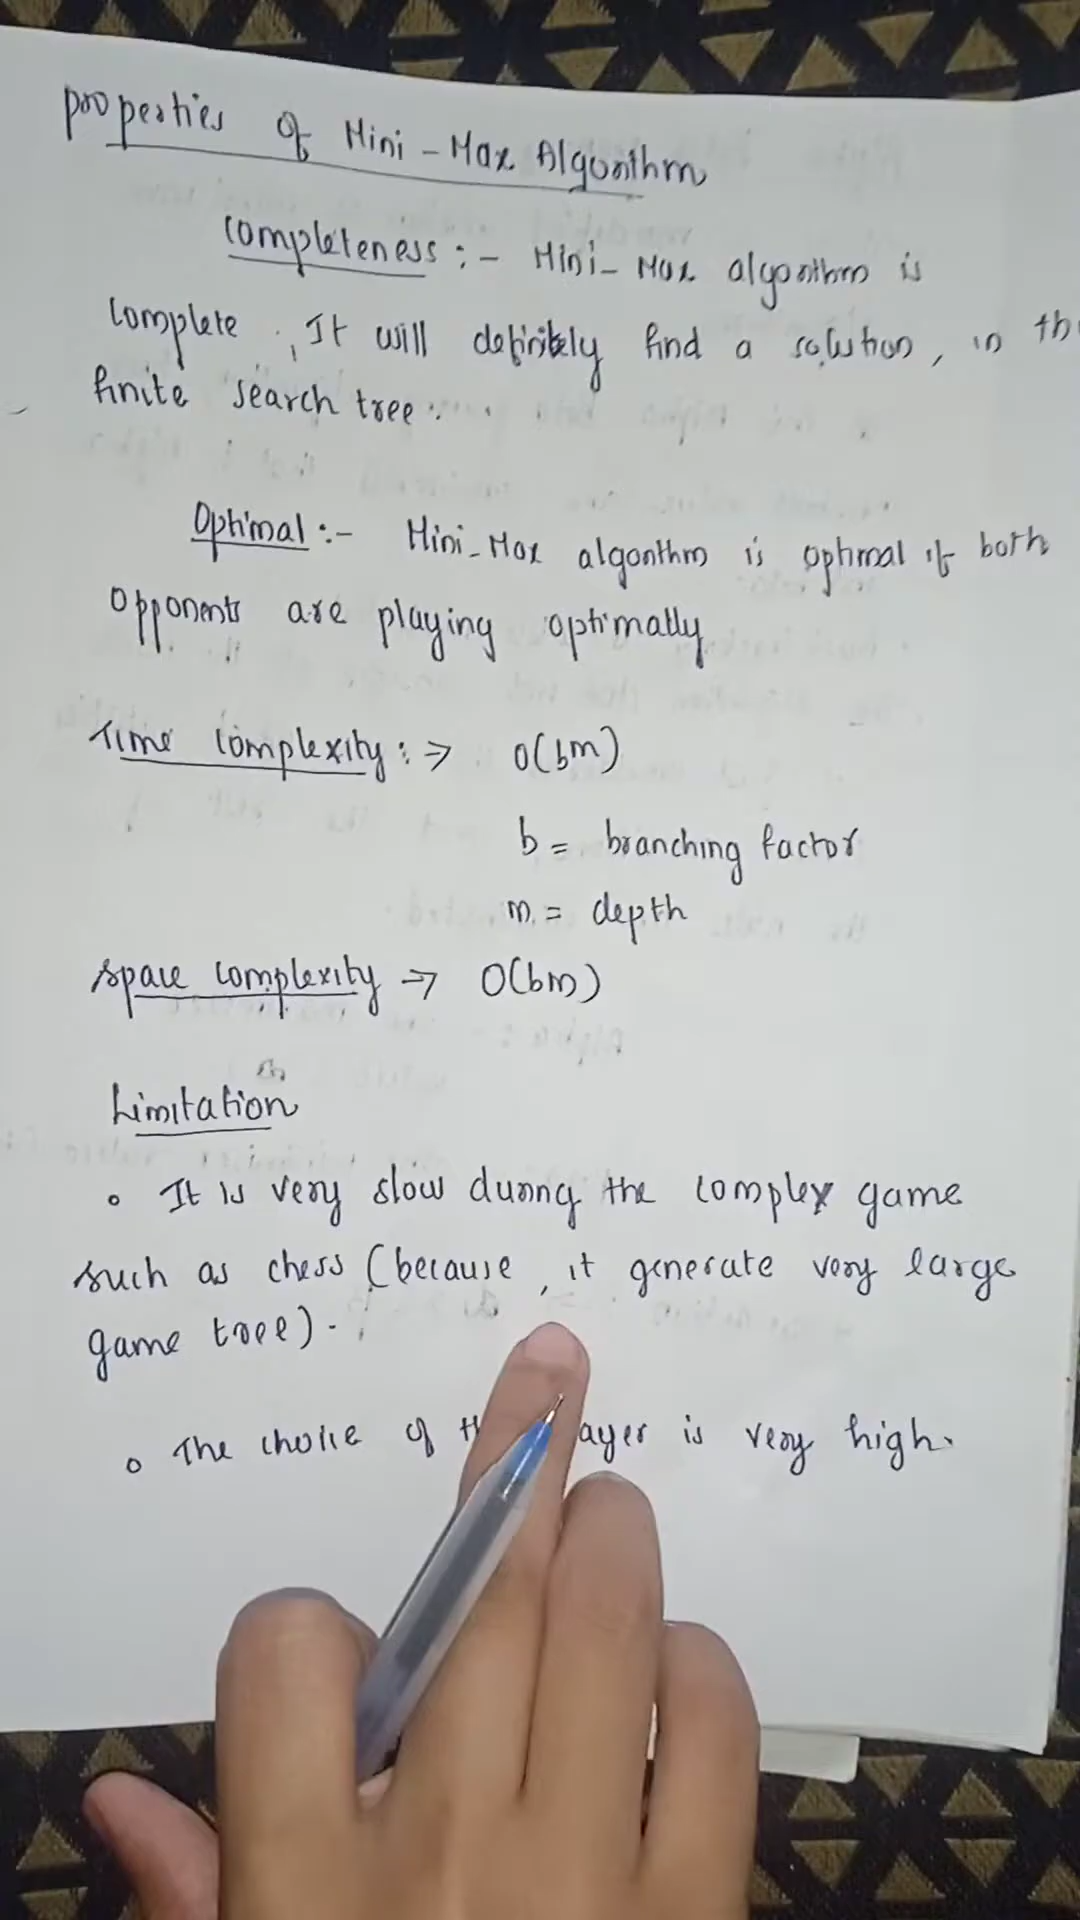 Properties of Mini-Max Algorithm
Completeness :- Mini-Max algorithm is
complete, It will definitely find a solution, in
finite search tree.
Optimal :- Mini-Max algorithm is optimal if both
opponents are playing optimally
Time complexity :⇒ O(bm)
b = branching factor
m = depth
space complexity → O(bm)
Limitation
• It is very slow during the complex game
such as chess (because, it generate very large
game tree).
• The choice of is very high.